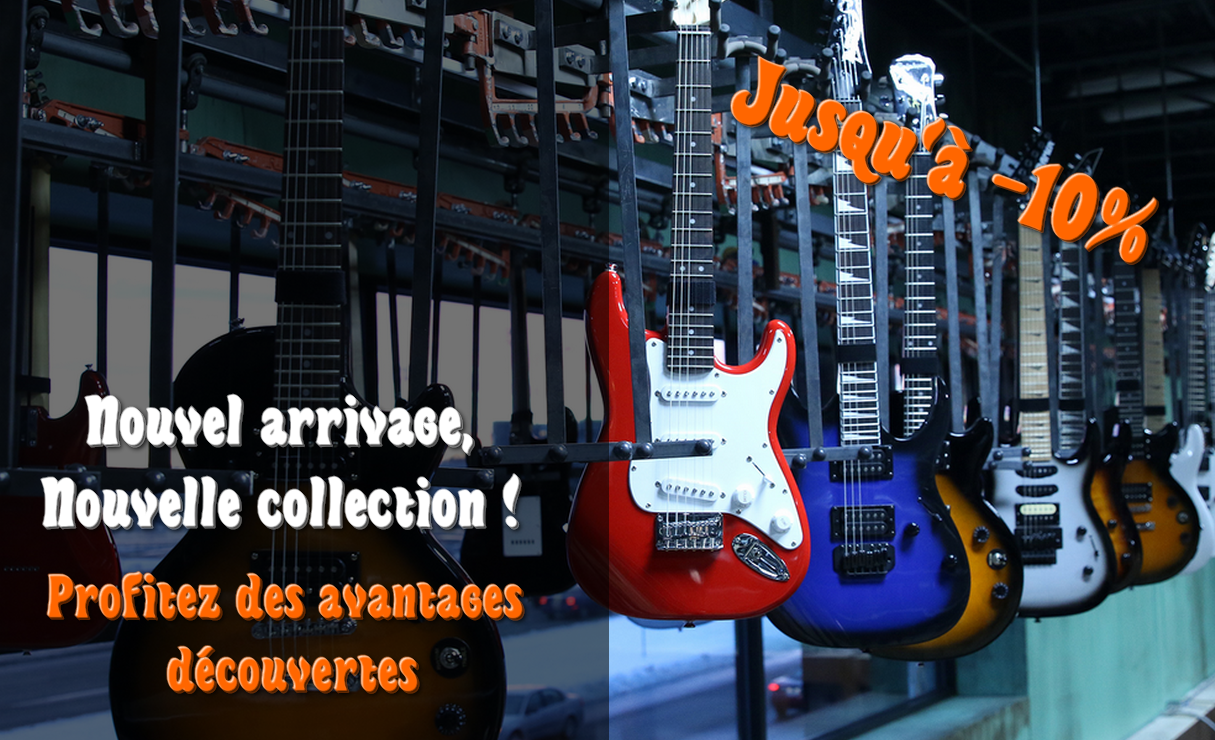 Jusqu'à -10%
Nouvel arrivage,
Nouvelle collection !
Profitez des avantages
découvertes